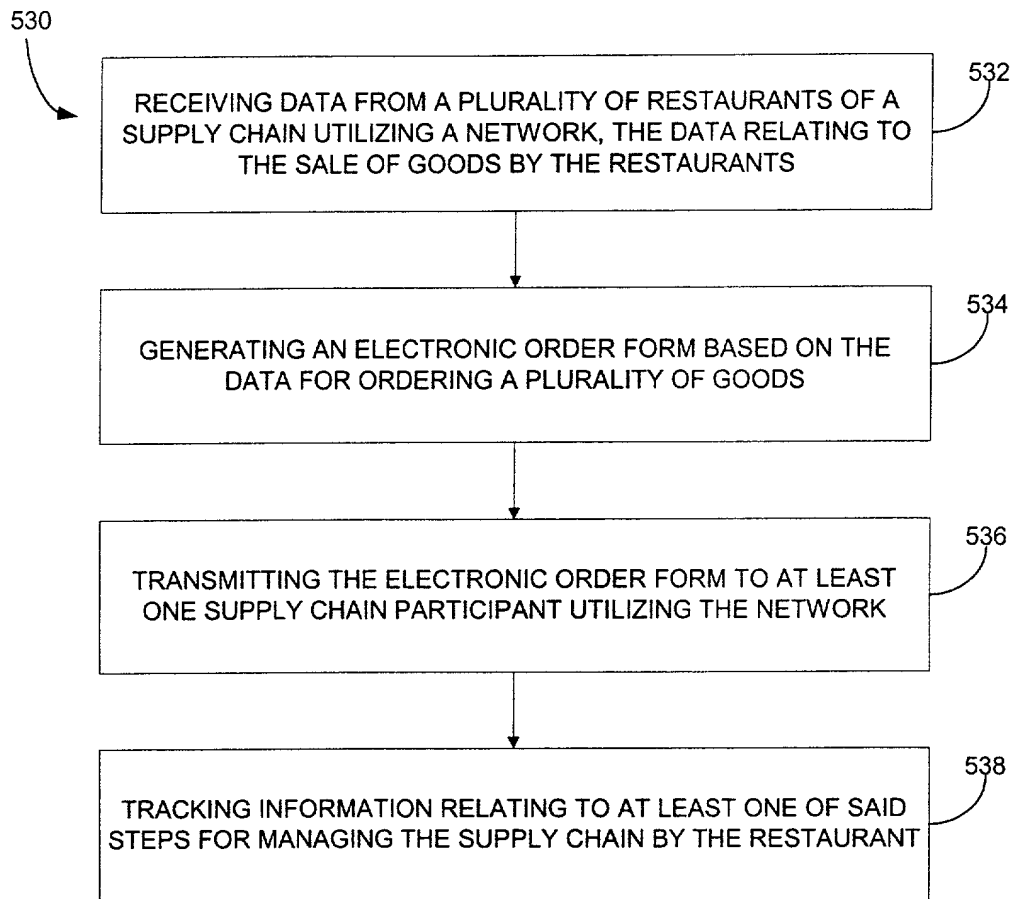 530
532
RECEIVING DATA FROM A PLURALITY OF RESTAURANTS OF A
SUPPLY CHAIN UTILIZING A NETWORK, THE DATA RELATING TO
THE SALE OF GOODS BY THE RESTAURANTS
534
GENERATING AN ELECTRONIC ORDER FORM BASED ON THE
DATA FOR ORDERING A PLURALITY OF GOODS
536
TRANSMITTING THE ELECTRONIC ORDER FORM TO AT LEAST
ONE SUPPLY CHAIN PARTICIPANT UTILIZING THE NETWORK
538
TRACKING INFORMATION RELATING TO AT LEAST ONE OF SAID
STEPS FOR MANAGING THE SUPPLY CHAIN BY THE RESTAURANT